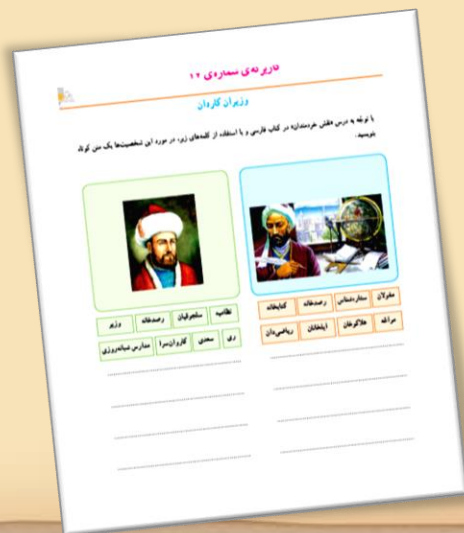 کاربرگه‌ی شماره‌ی ۱۲
وزیران کاردان
با توجّه به درس «نقش خردمندان» در کتاب فارسی و با استفاده از کلمه‌های زیر، در مورد این شخصیت‌ها یک متن کوتاه
بنویسید.
مغولان ستاره‌شناس رصدخانه کتابخانه
مراغه هلاکوخان ایلخانان ریاضی‌دان
نظامیه سلجوقیان رصدخانه وزیر
ری سعدی کاروان‌سرا مدارس شبانه‌روزی